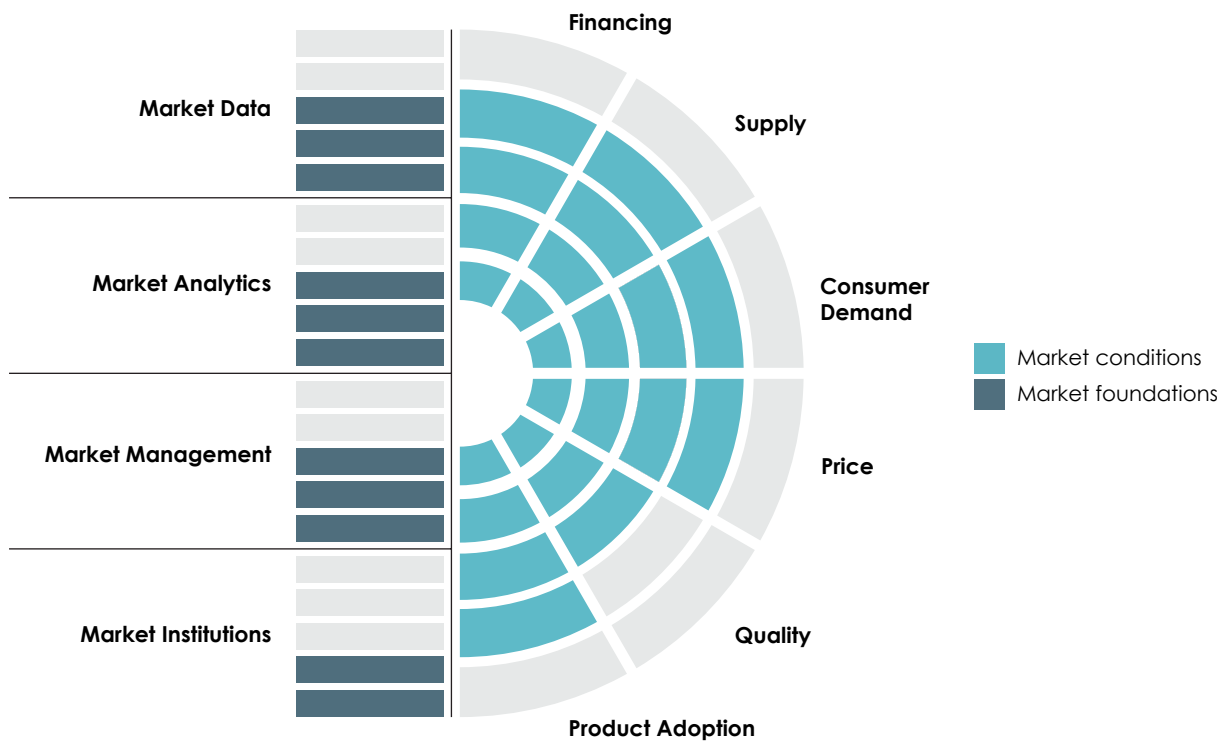 Financing
Market Data
Supply
Market Analytics
Consumer
Demand
Market conditions
Market foundations
Market Management
Price
Market Institutions
Quality
Product Adoption